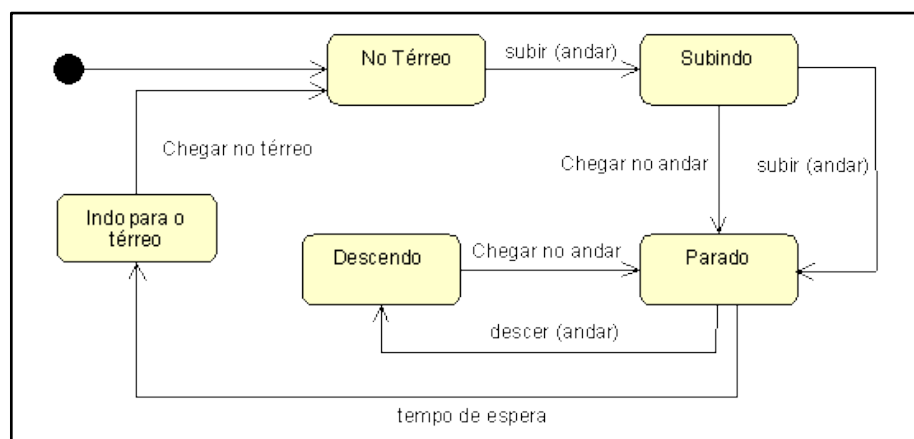 No Térreo
subir (andar)
Subindo
Chegar no térreo
Chegar no andar
subir (andar)
Indo para o
térreo
Descendo
Chegar no andar
Parado
descer (andar)
tempo de espera